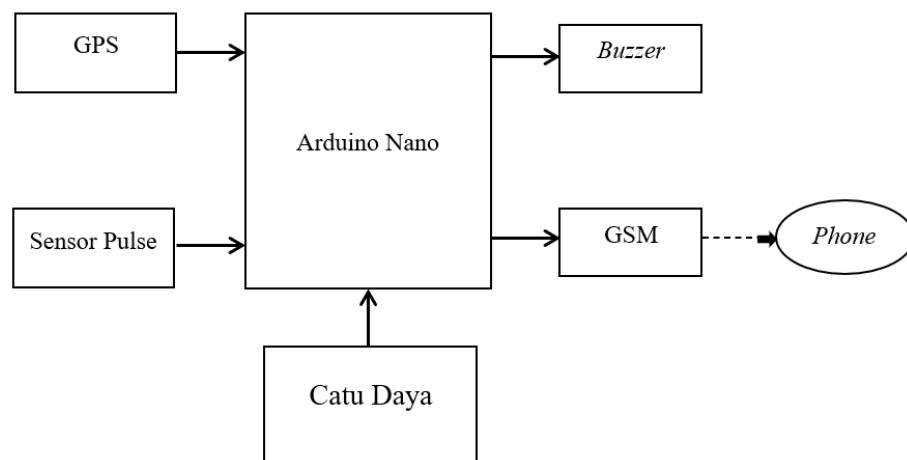 GPS
Buzzer
Arduino Nano
Sensor Pulse
GSM
Phone
Catu Daya